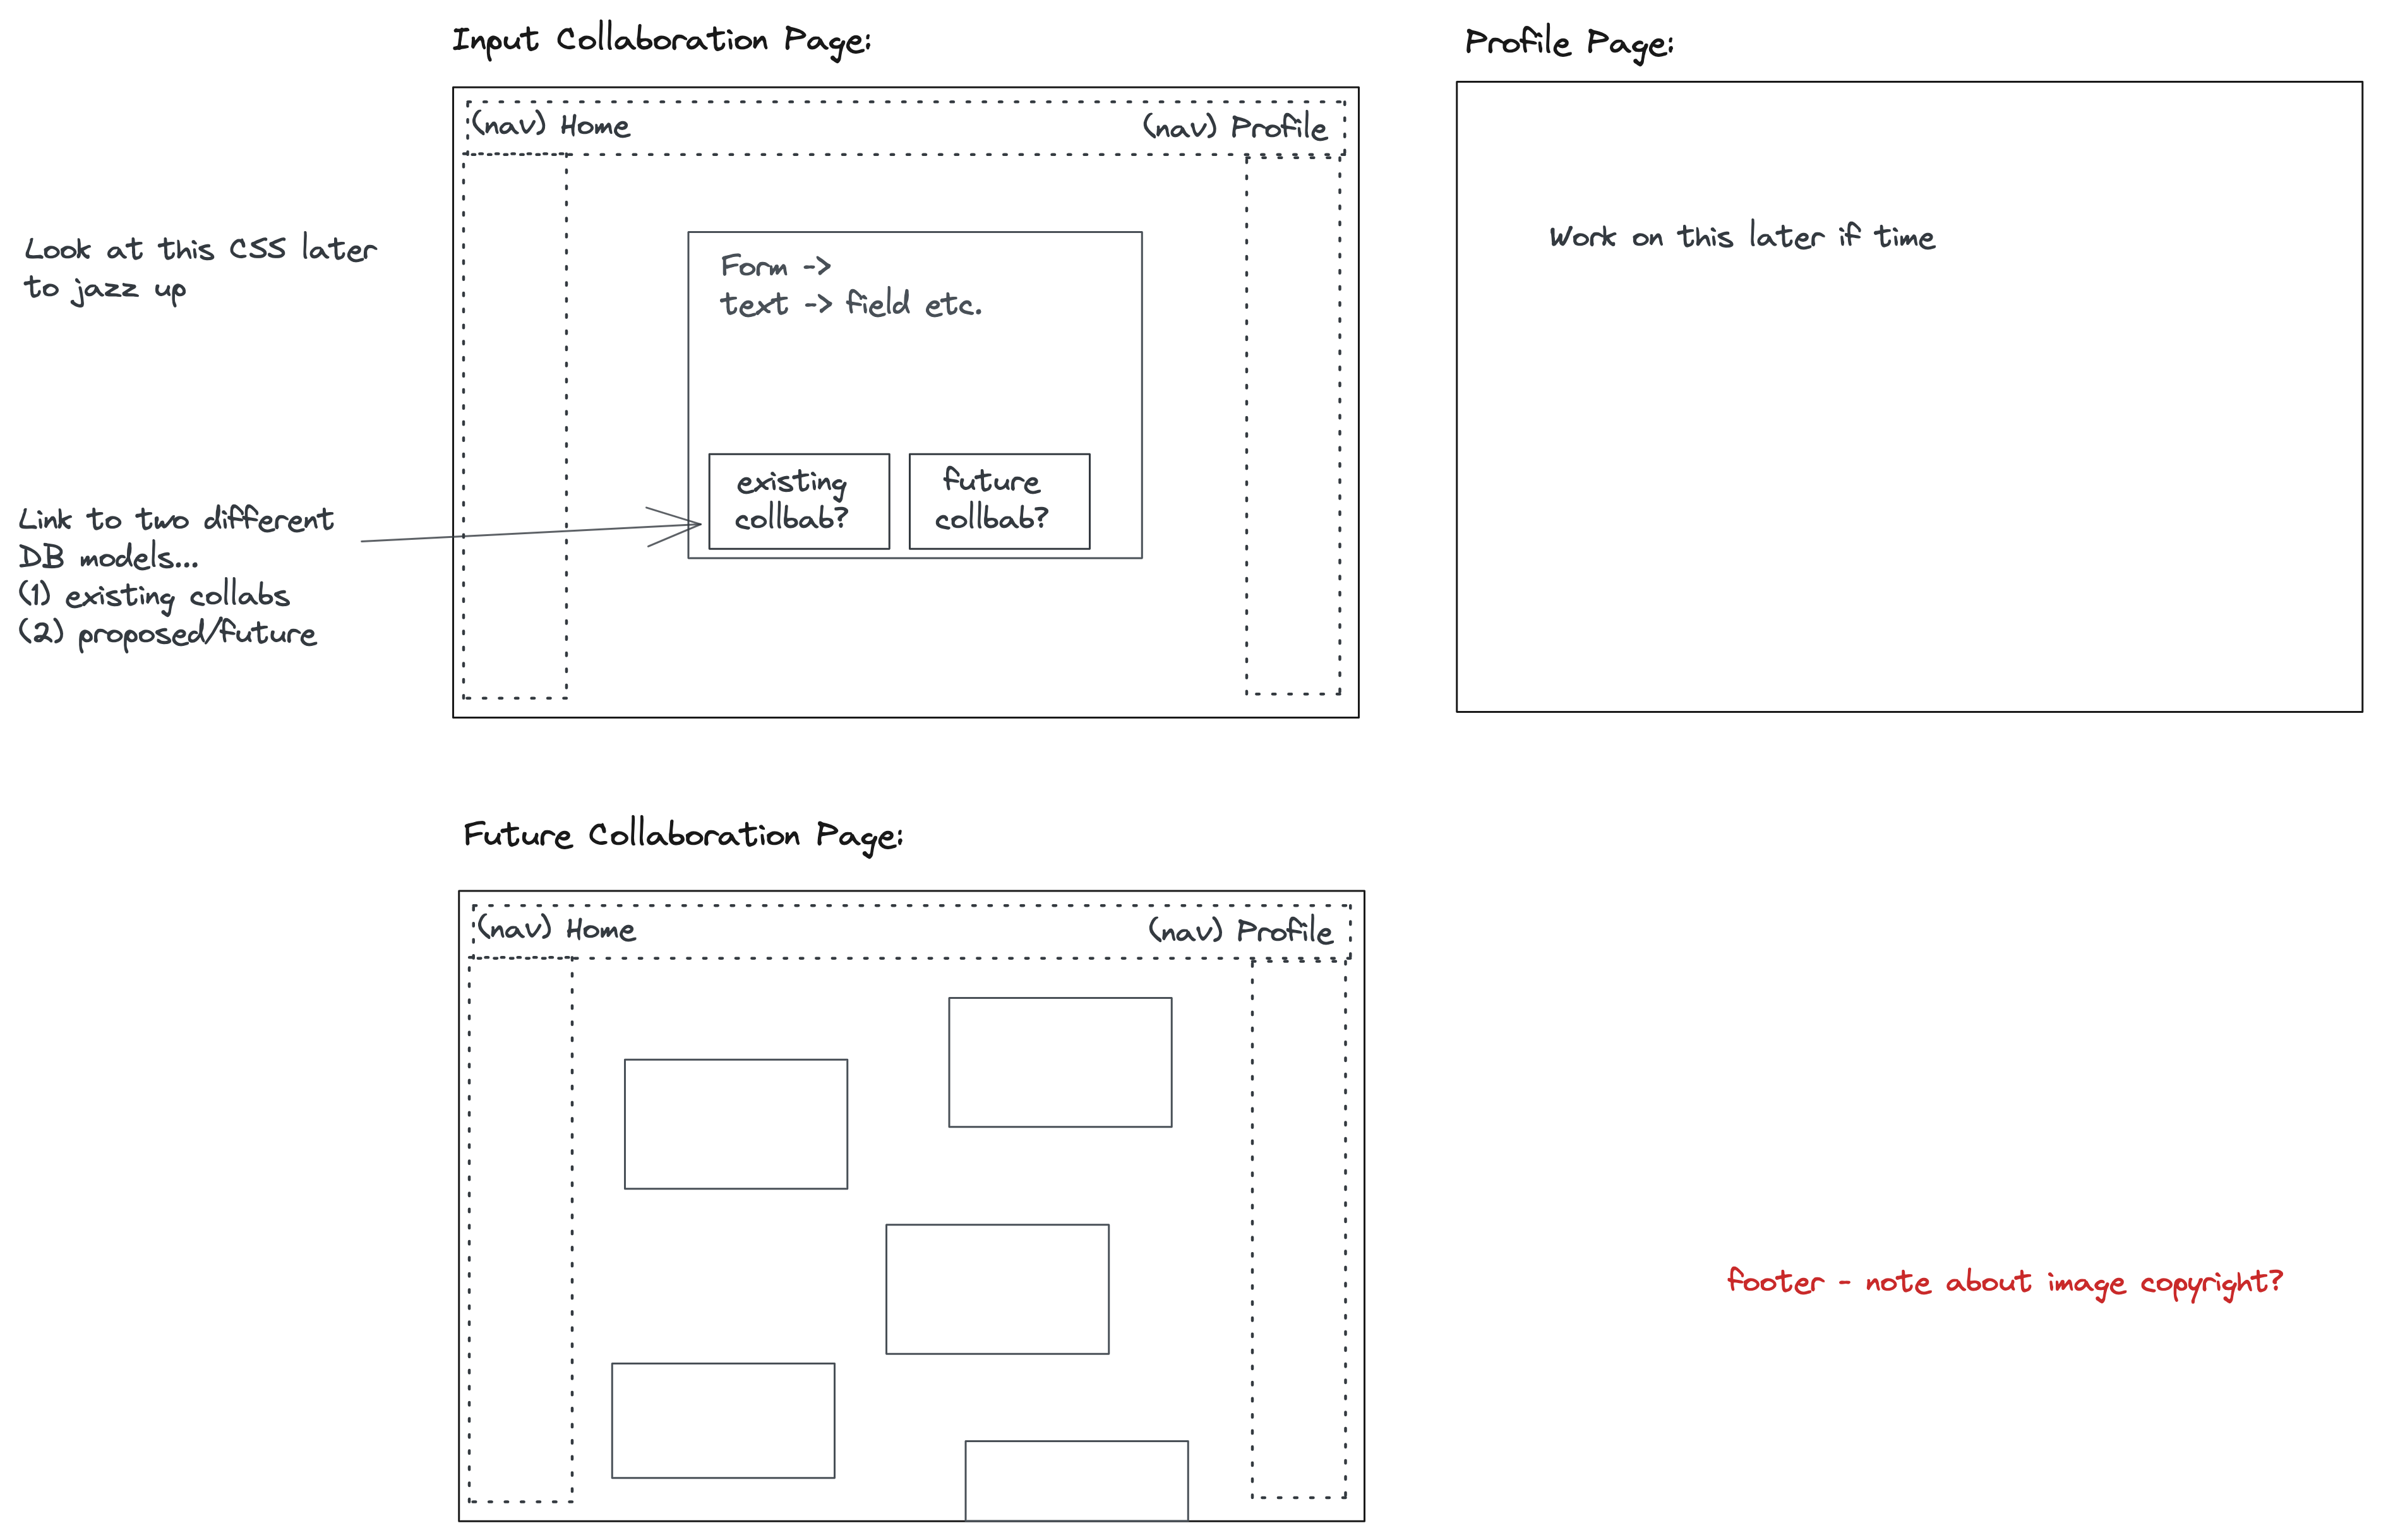 Input Collaboration Page:
(nav) Home
(nav) Profile
Look at this CSS later
to jazz up
Form ->
text -> field etc.
existing
collbab?
future
collbab?
Link to two different
DB models...
(1) existing collabs
(2) proposed/future
Profile Page:
Work on this later if time
Future Collaboration Page:
(nav) Home
(nav) Profile
footer - note about image copyright?